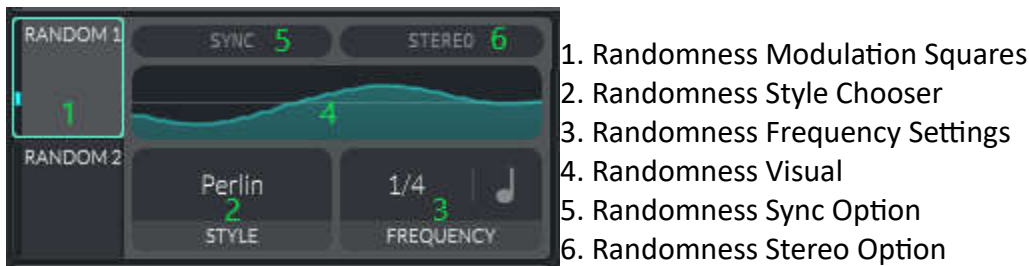 RANDOM 1
SYNC 5
STEREO 6
1
4
RANDOM 2
Perlin
2
STYLE
1/4
3
FREQUENCY
1. Randomness Modulation Squares
2. Randomness Style Chooser
3. Randomness Frequency Settings
4. Randomness Visual
5. Randomness Sync Option
6. Randomness Stereo Option